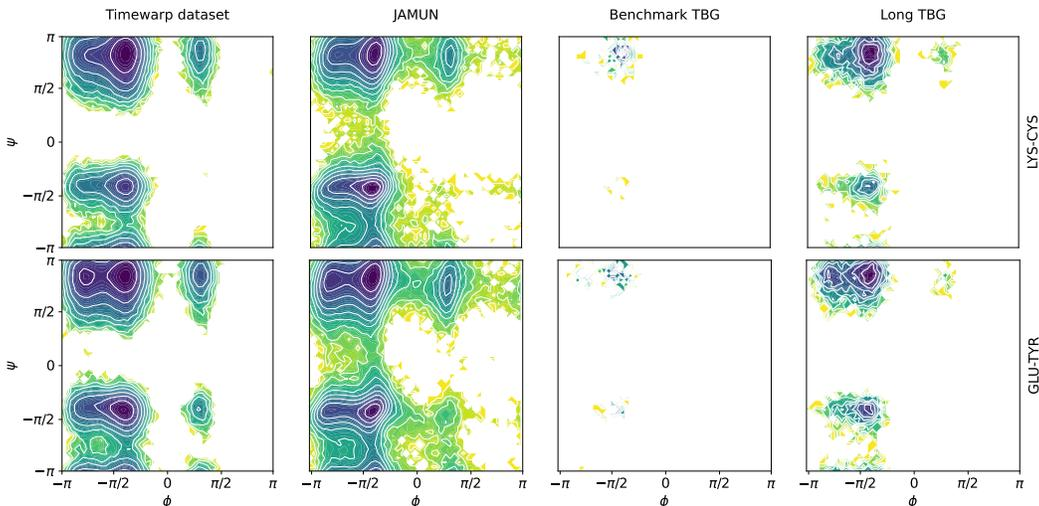 Timewarp dataset JAMUN Benchmark TBG Long TBG
π
π/2
0
−π/2
−π
ψ
LYS-CYS
π
π/2
0
−π/2
−π
ψ
GLU-TYR
−π −π/2 0 π/2 π −π −π/2 0 π/2 π −π −π/2 0 π/2 π −π −π/2 0 π/2 π
ϕ ϕ ϕ ϕ